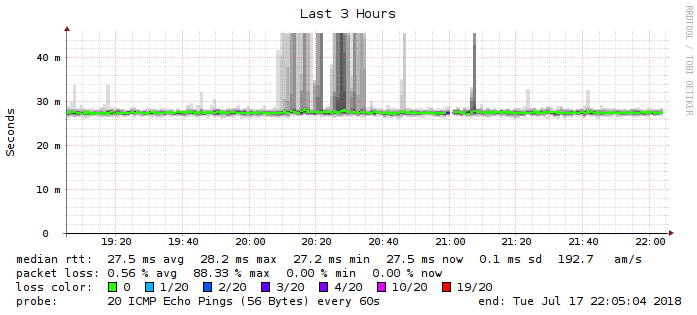 Last 3 Hours
RRDTOOL / TOBI OETIKER
Seconds
40 m
30 m
20 m
10 m
0
19:20 19:40 20:00 20:20 20:40 21:00 21:20 21:40 22:00
median rtt: 27.5 ms avg 28.2 ms max 27.2 ms min 27.5 ms now 0.1 ms sd 192.7 am/s
packet loss: 0.56 % avg 88.33 % max 0.00 % min 0.00 % now
loss color: 0 1/20 2/20 3/20 4/20 10/20 19/20
probe: 20 ICMP Echo Pings (56 Bytes) every 60s end: Tue Jul 17 22:05:04 2018